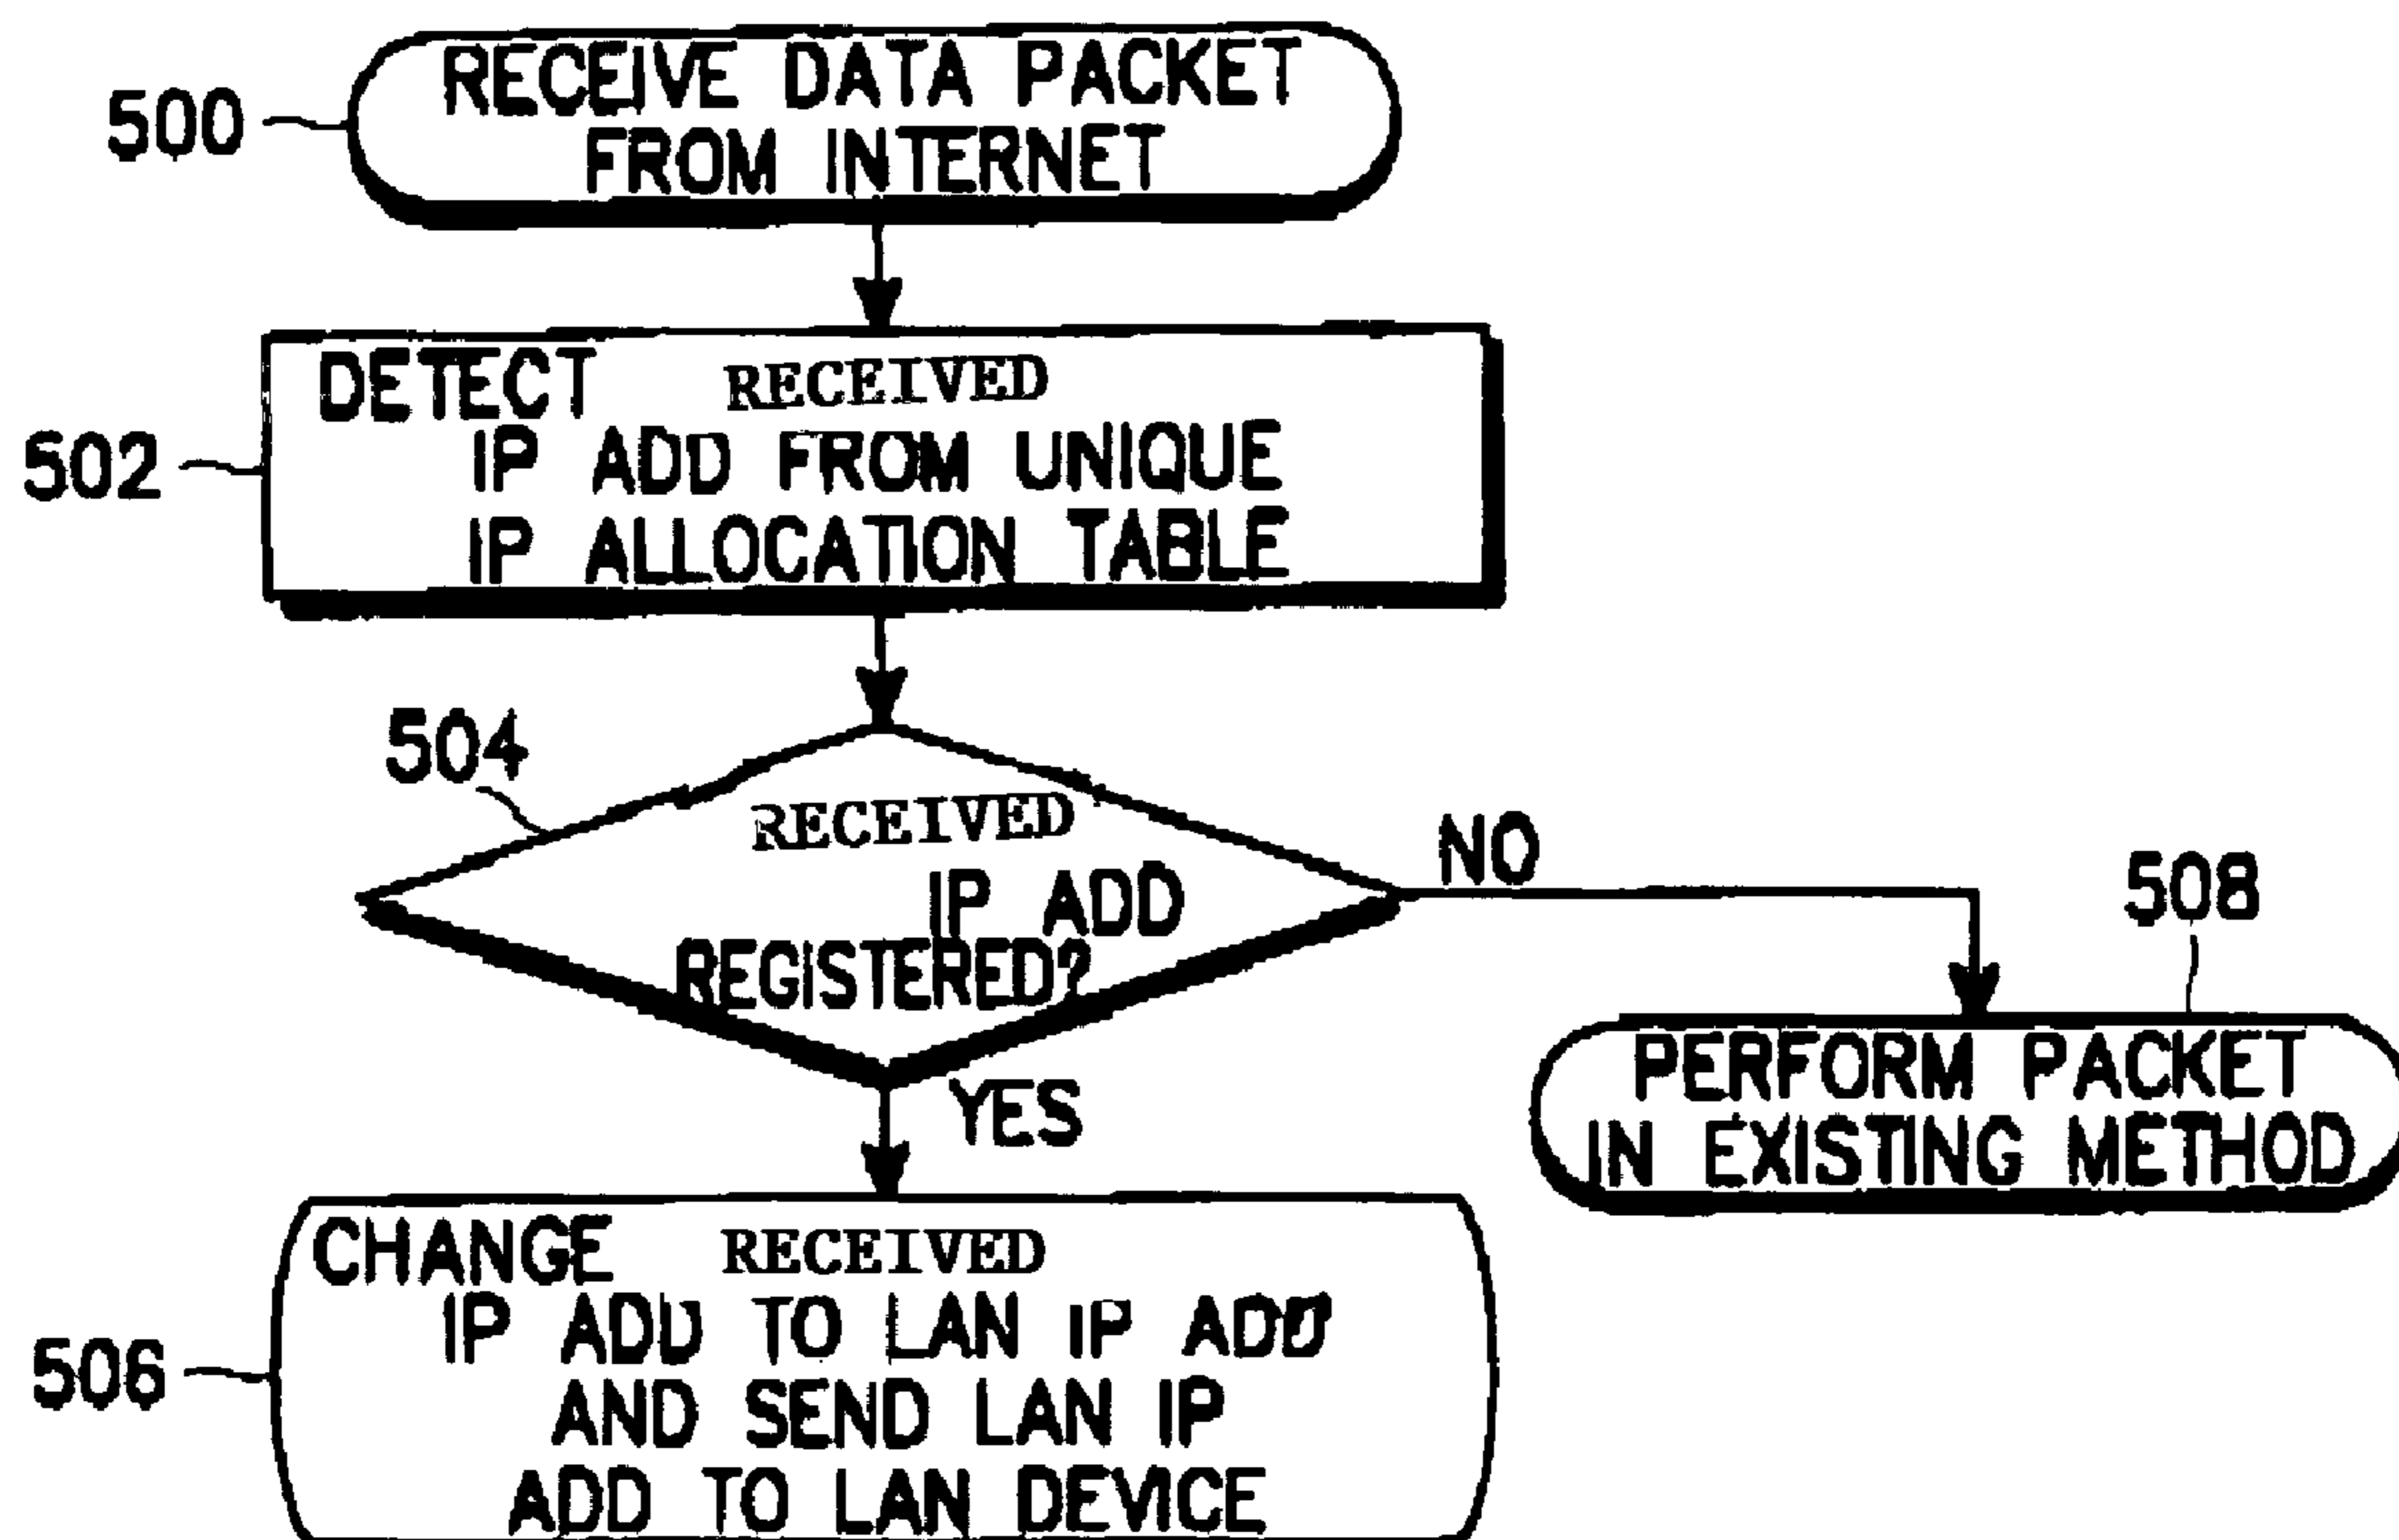 RECEIVE DATA PACKET
FROM INTERNET
500
DETECT RECEIVED
IP ADD FROM UNIQUE
IP ALLOCATION TABLE
502
504
RECEIVED
IP ADD
REGISTERED?
NO
508
YES
PERFORM PACKET
IN EXISTING METHOD
CHANGE RECEIVED
IP ADD TO LAN IP ADD
AND SEND LAN IP
ADD TO LAN DEVICE
506